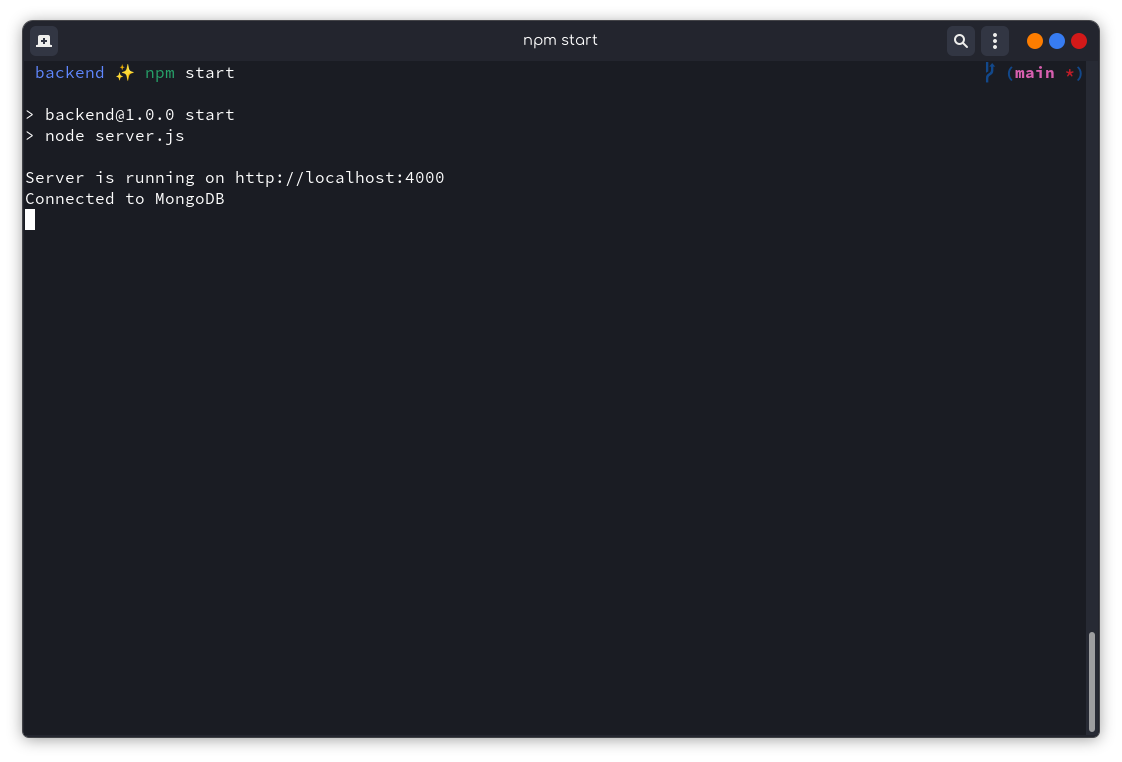 npm start
backend ✨ npm start (main *)
> backend@1.0.0 start
> node server.js
Server is running on http://localhost:4000
Connected to MongoDB